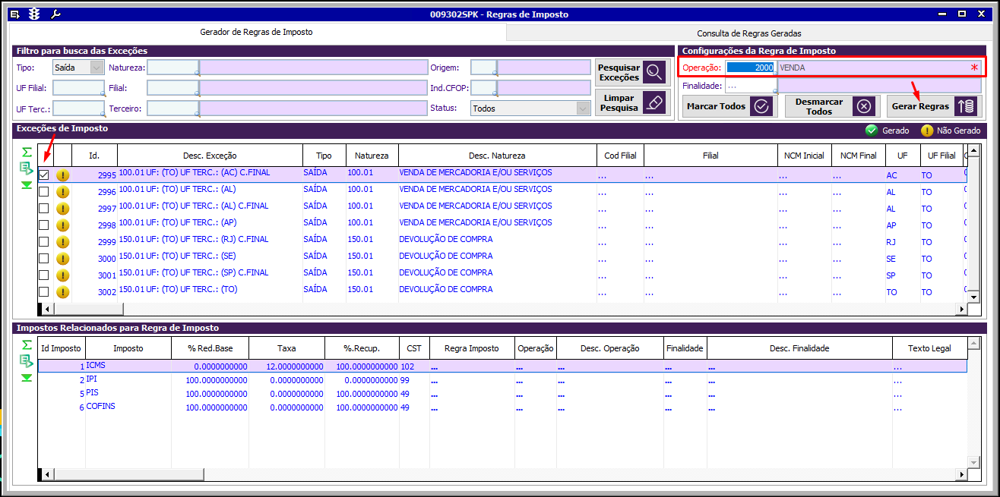 009302SPK - Regras de Imposto
Gerador de Regras de Imposto
Consulta de Regras Geradas
Filtro para busca das Exceções
Configurações da Regra de Imposto
Tipo: Saída Natureza: Origem: Pesquisar Exceções
Operação: 2000 VENDA *
UF Filial: Filial: Ind.CFOP:
Finalidade: ...
UF Terc.: Terceiro: Status: Todos Limpar Pesquisa
Marcar Todos Desmarcar Todos Gerar Regras
Exceções de Imposto Gerado Não Gerado
Id. Desc. Exceção Tipo Natureza Desc. Natureza Cod Filial Filial NCM Inicial NCM Final UF UF Filial
2995 100.01 UF: (TO) UF TERC.: (AC) C.FINAL SAÍDA 100.01 VENDA DE MERCADORIA E/OU SERVIÇOS ... ... ... ... AC TO
2996 100.01 UF: (TO) UF TERC.: (AL) SAÍDA 100.01 VENDA DE MERCADORIA E/OU SERVIÇOS ... ... ... ... AL TO
2997 100.01 UF: (TO) UF TERC.: (AL) C.FINAL SAÍDA 100.01 VENDA DE MERCADORIA E/OU SERVIÇOS ... ... ... ... AL TO
2998 100.01 UF: (TO) UF TERC.: (AP) SAÍDA 100.01 VENDA DE MERCADORIA E/OU SERVIÇOS ... ... ... ... AP TO
2999 150.01 UF: (TO) UF TERC.: (RJ) C.FINAL SAÍDA 150.01 DEVOLUÇÃO DE COMPRA ... ... ... ... RJ TO
3000 150.01 UF: (TO) UF TERC.: (SE) SAÍDA 150.01 DEVOLUÇÃO DE COMPRA ... ... ... ... SE TO
3001 150.01 UF: (TO) UF TERC.: (SP) C.FINAL SAÍDA 150.01 DEVOLUÇÃO DE COMPRA ... ... ... ... SP TO
3002 150.01 UF: (TO) UF TERC.: (TO) SAÍDA 150.01 DEVOLUÇÃO DE COMPRA ... ... ... ... TO TO
Impostos Relacionados para Regra de Imposto
Id Imposto Imposto % Red.Base Taxa %.Recup. CST Regra Imposto Operação Desc. Operação Finalidade Desc. Finalidade Texto Legal
1 ICMS 0.0000000000 12.0000000000 100.0000000000 102 ... ... ... ... ... ...
2 IPI 100.0000000000 0.0000000000 0.0000000000 99 ... ... ... ... ... ...
5 PIS 100.0000000000 0.0000000000 100.0000000000 49 ... ... ... ... ... ...
6 COFINS 100.0000000000 0.0000000000 100.0000000000 49 ... ... ... ... ... ...